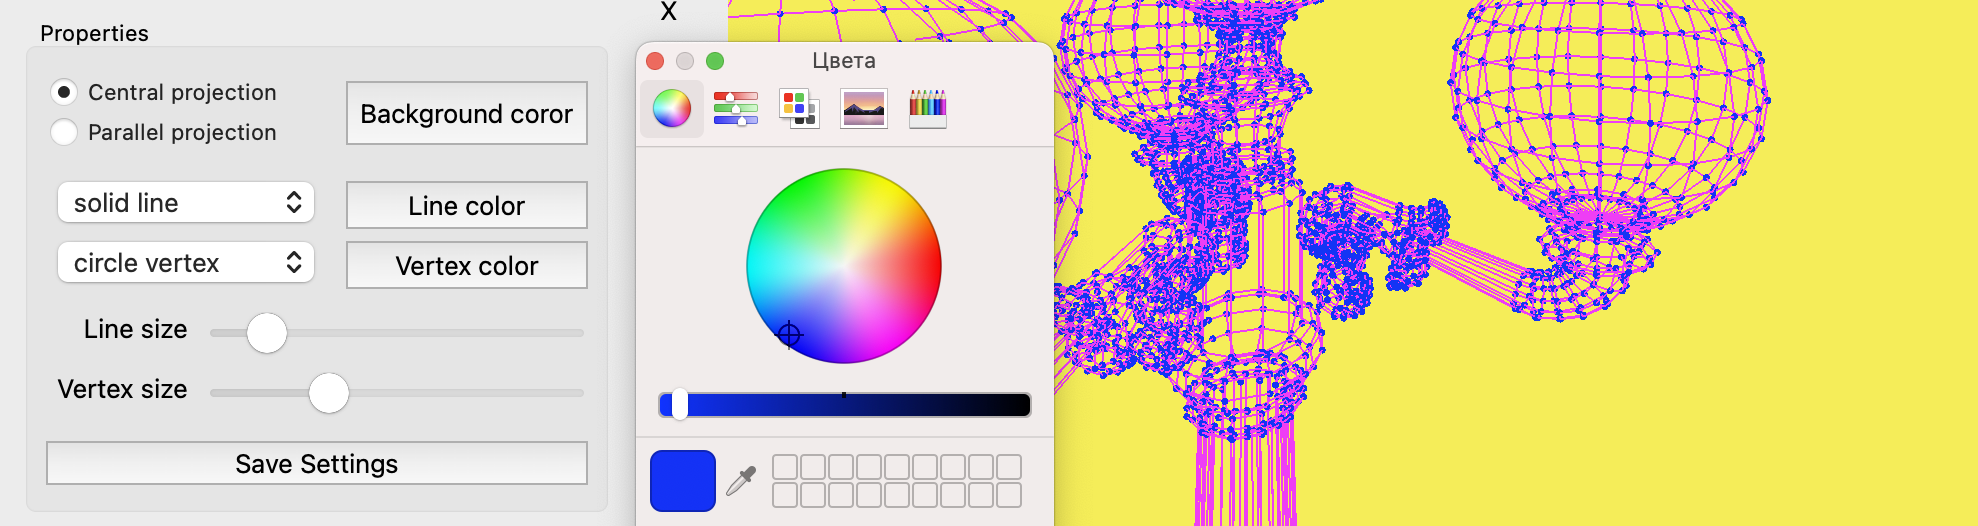 X
Properties
Central projection
Parallel projection
Background coror
solid line
Line color
circle vertex
Vertex color
Line size
Vertex size
Save Settings
Цвета